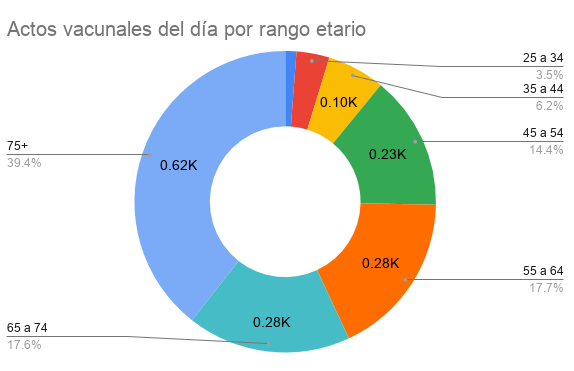 Actos vacunales del día por rango etario
25 a 34
3.5%
35 a 44
6.2%
0.10K
45 a 54
14.4%
0.23K
75+
39.4%
0.62K
55 a 64
17.7%
0.28K
65 a 74
17.6%
0.28K